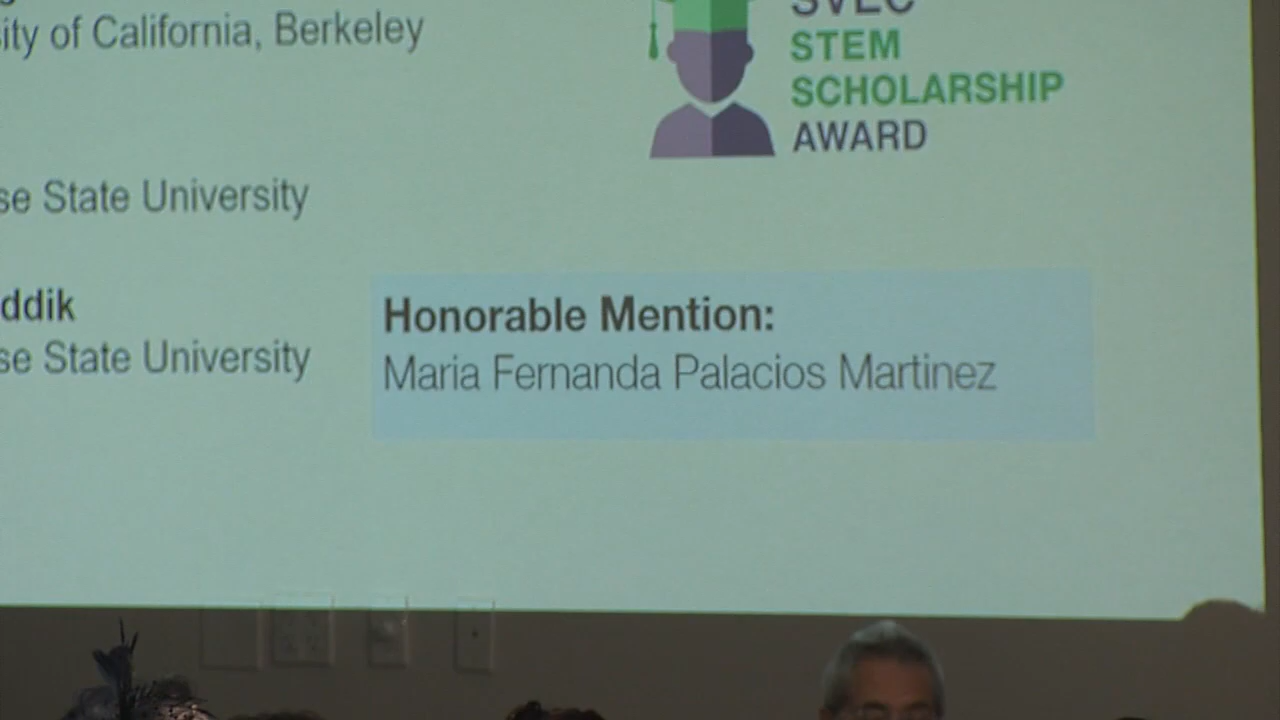 ity of California, Berkeley
SVEC
STEM
SCHOLARSHIP
AWARD
se State University
ddik
se State University
Honorable Mention:
Maria Fernanda Palacios Martinez